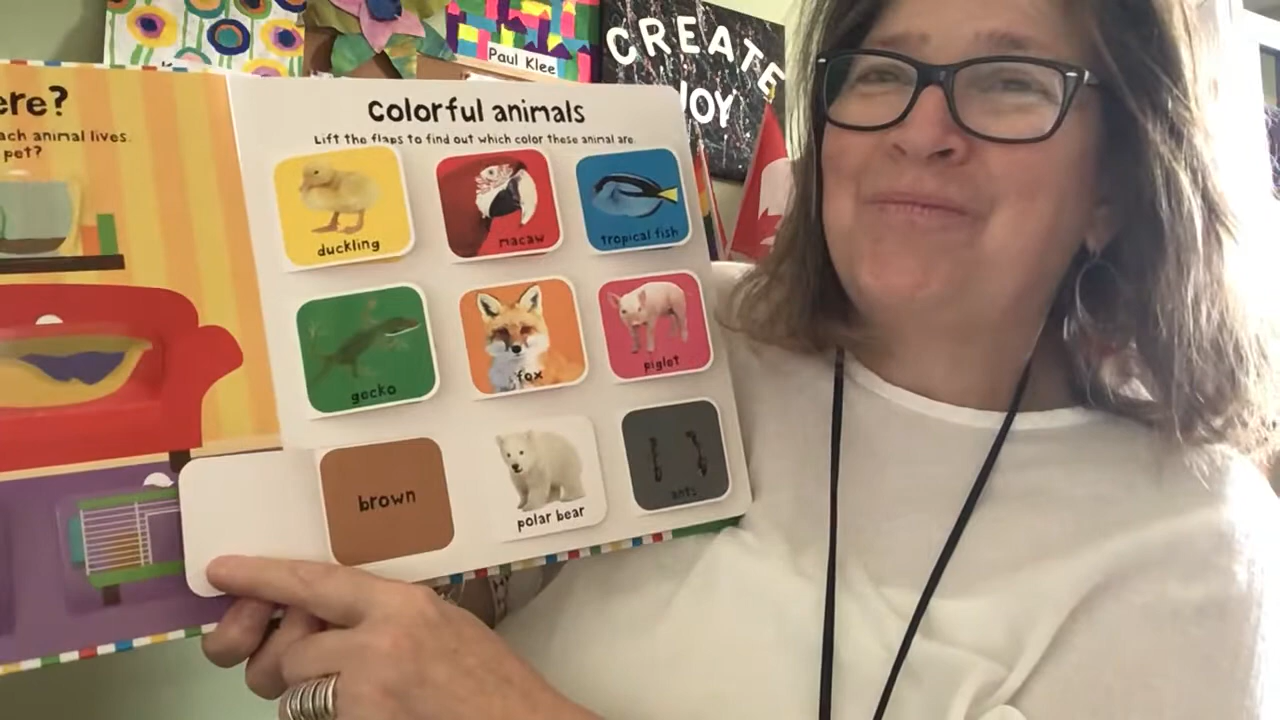 Paul Klee
CREATE
JOY
ere?
ach animal lives.
pet?
Colorful animals
Lift the flaps to find out which color these animal are.
duckling
macaw
tropical fish
gecko
fox
piglet
brown
polar bear
ants